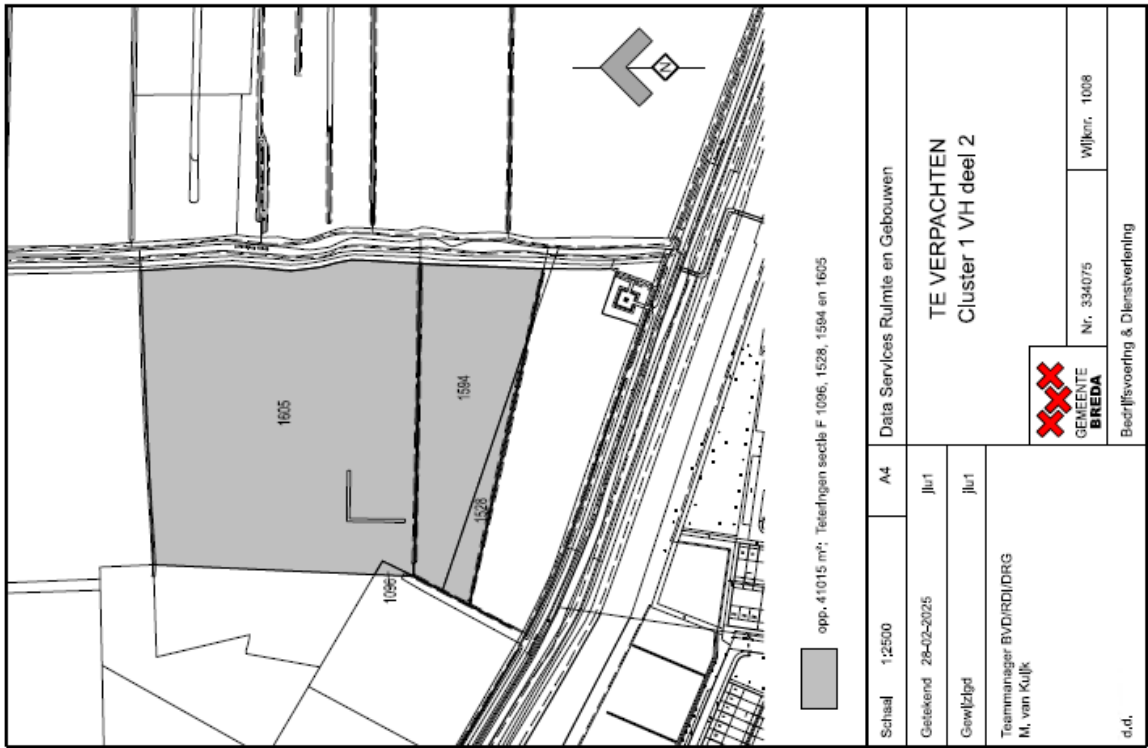 1605
1594
1528
1096
N
opp. 41015 m²; Teteringen sectie F 1096, 1528, 1594 en 1605
Schaal 1:2500 A4 Data Services Ruimte en Gebouwen
Getekend 28-02-2025 jlu1
Gewijzigd jlu1
TE VERPACHTEN
Cluster 1 VH deel 2
Teammanager BVD/RDI/DRG
M. van Kuijk
GEMEENTE
BREDA
Nr. 334075 Wijknr. 1008
d.d. Bedrijfsvoering & Dienstverlening